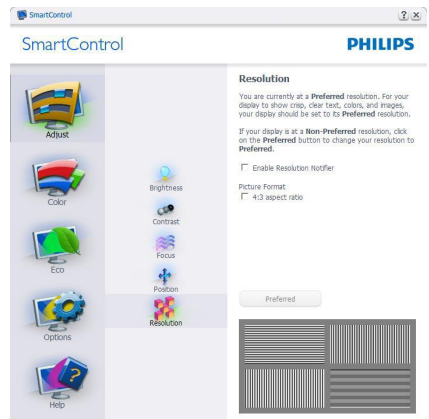 SmartControl
SmartControl
PHILIPS
Adjust
Color
Eco
Options
Help
Brightness
Contrast
Focus
Position
Resolution
Resolution
You are currently at a Preferred resolution. For your
display to show crisp, clear text, colors, and images,
your display should be set to its Preferred resolution.
If your display is at a Non-Preferred resolution, click
on the Preferred button to change your resolution to
Preferred.
Enable Resolution Notifier
Picture Format
4:3 aspect ratio
Preferred